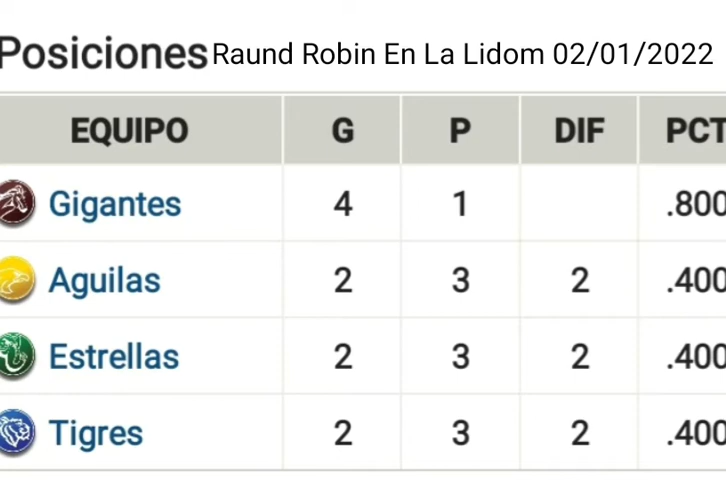 Posiciones Raund Robin En La Lidom 02/01/2022
EQUIPO G P DIF PCT
Gigantes 4 1 .800
Aguilas 2 3 2 .400
Estrellas 2 3 2 .400
Tigres 2 3 2 .400